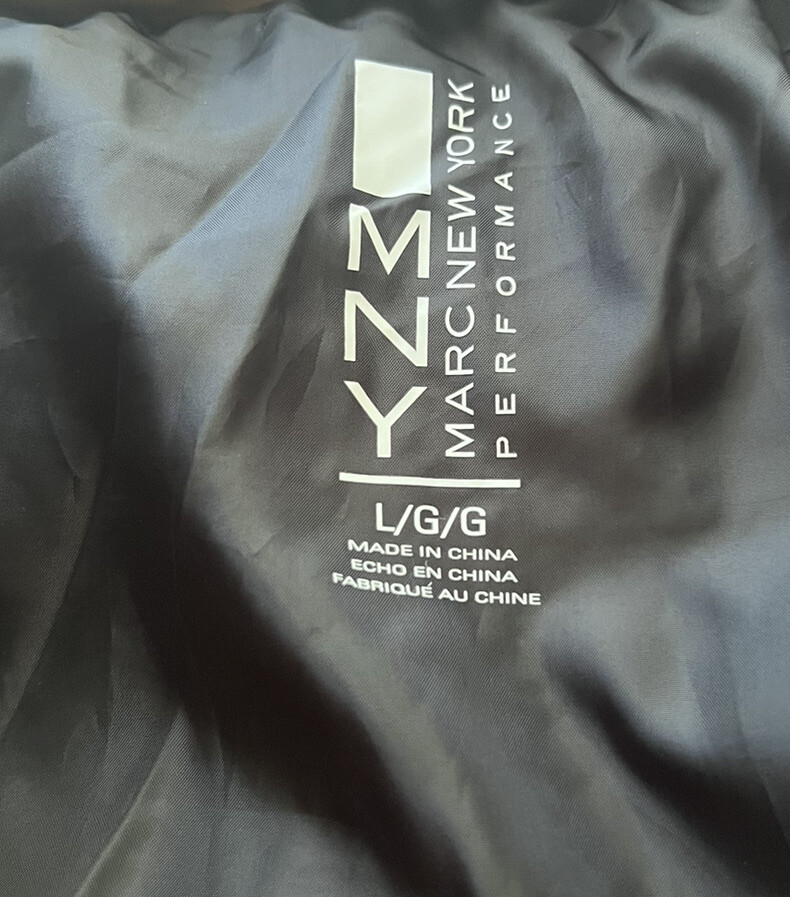 MNY
MARC NEW YORK
PERFORMANCE
L/G/G
MADE IN CHINA
ECHO EN CHINA
FABRIQUÉ AU CHINE